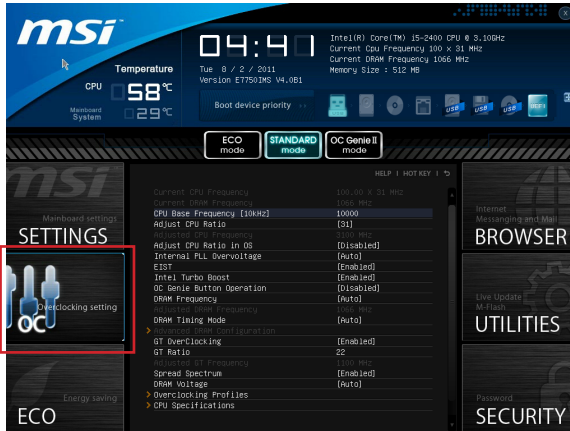 msi
04:41
Temperature
CPU 58°C
Mainboard System 29°C
Tue 8 / 2 / 2011
Version E7750IMS V4.0B1
Intel(R) Core(TM) i5-2400 CPU @ 3.10GHz
Current Cpu Frequency 100 × 31 MHz
Current DRAM Frequency 1066 MHz
Memory Size : 512 MB
Boot device priority
USB
USB
USB
UEFI
ECO mode
STANDARD mode
OC Genie II mode
HELP | HOT KEY |
msi
Mainboard settings
SETTINGS
Overclocking setting
OC
Energy saving
ECO
Current CPU Frequency 100.00 X 31 MHz
Current DRAM Frequency 1066 MHz
CPU Base Frequency [10kHz] 10000
Adjust CPU Ratio [31]
Adjusted CPU Frequency 3100 MHz
Adjust CPU Ratio in OS [Disabled]
Internal PLL Overvoltage [Auto]
EIST [Enabled]
Intel Turbo Boost [Enabled]
OC Genie Button Operation [Disabled]
DRAM Frequency [Auto]
Adjusted DRAM Frequency 1066 MHz
DRAM Timing Mode [Auto]
Advanced DRAM Configuration
GT OverClocking [Enabled]
GT Ratio 22
Adjusted GT Frequency 1100 MHz
Spread Spectrum [Enabled]
DRAM Voltage [Auto]
Overclocking Profiles
CPU Specifications
Internet
Messanging and Mail
BROWSER
Live Update
M-Flash
UTILITIES
Password
SECURITY